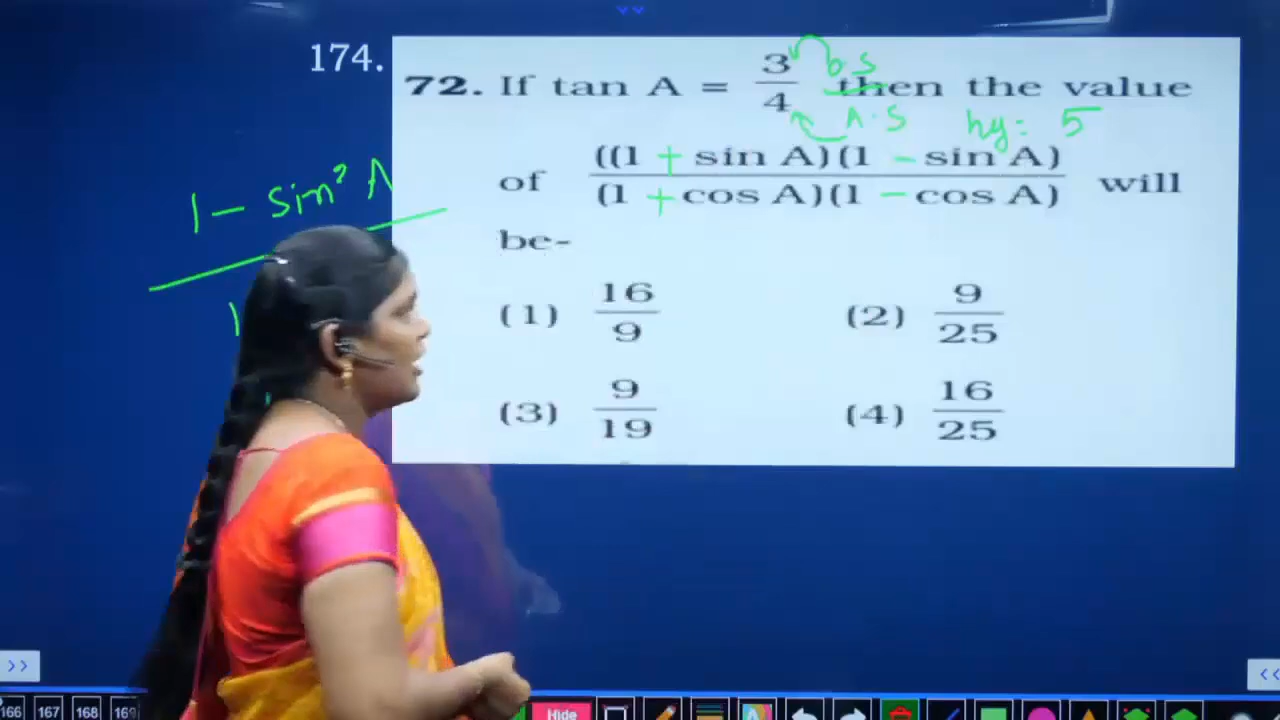 174.
72. If tan A = 3/4 then the value
o.s
A.s
hy: 5
of ((1 + sin A)(1 - sin A) / (1 + cos A)(1 - cos A) will
be-
1 - sin² A
1
(1) 16/9 (2) 9/25
(3) 9/19 (4) 16/25
>> <<
166 167 168 169 Hide